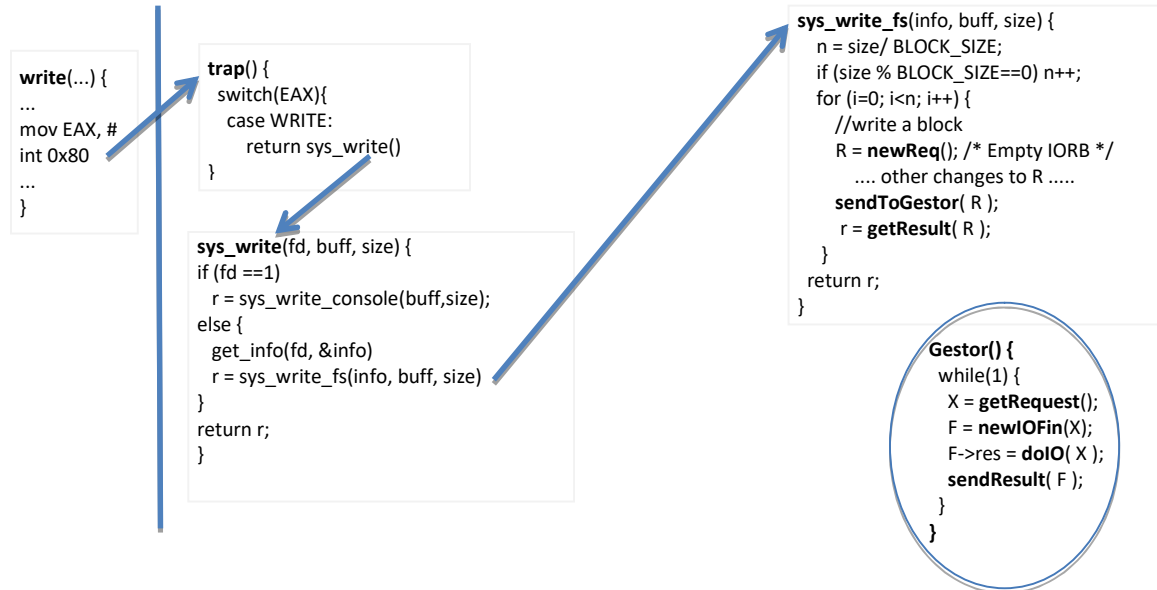 write(...) {
...
mov EAX, #
int 0x80
...
}
trap() {
switch(EAX){
case WRITE:
return sys_write()
}
sys_write(fd, buff, size) {
if (fd ==1)
r = sys_write_console(buff,size);
else {
get_info(fd, &info)
r = sys_write_fs(info, buff, size)
}
return r;
}
sys_write_fs(info, buff, size) {
n = size/ BLOCK_SIZE;
if (size % BLOCK_SIZE==0) n++;
for (i=0; i<n; i++) {
//write a block
R = newReq(); /* Empty IORB */
.... other changes to R .....
sendToGestor( R );
r = getResult( R );
}
return r;
}
Gestor() {
while(1) {
X = getRequest();
F = newIOFin(X);
F->res = doIO( X );
sendResult( F );
}
}